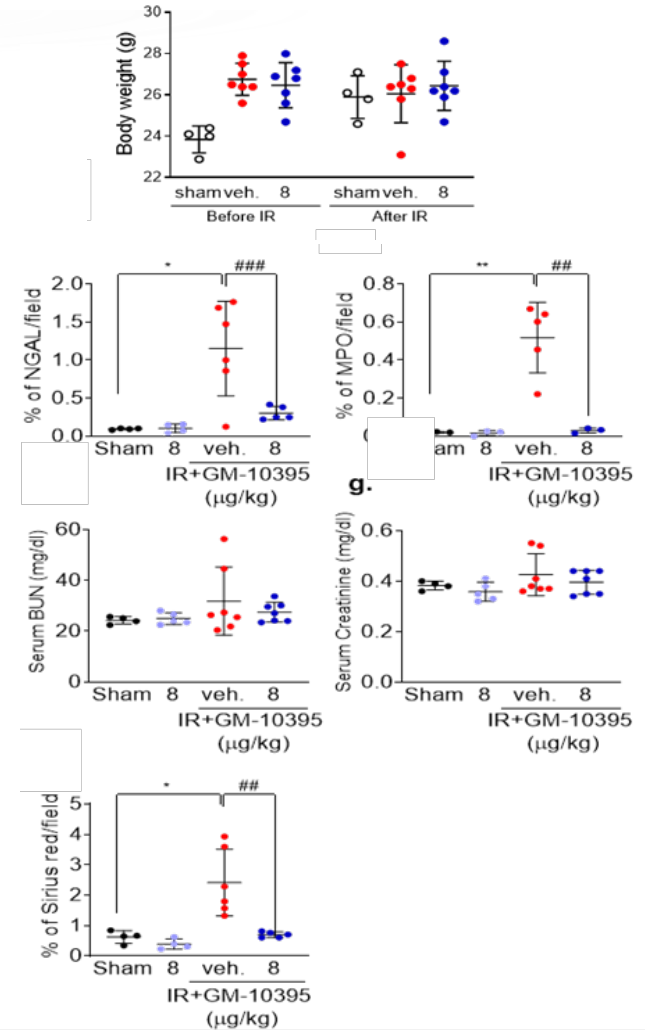 30
28
26
24
22
Body weight (g)
sham veh. 8 sham veh. 8
Before IR After IR
* ###
2.0
1.5
1.0
0.5
0.0
% of NGAL/field
Sham 8 veh. 8
IR+GM-10395
(µg/kg)
** ##
0.8
0.6
0.4
0.2
% of MPO/field
am 8 veh. 8
IR+GM-10395
(µg/kg)
g.
60
40
20
0
Serum BUN (mg/dl)
Sham 8 veh. 8
IR+GM-10395
(µg/kg)
0.6
0.4
0.2
0.0
Serum Creatinine (mg/dl)
Sham 8 veh. 8
IR+GM-10395
(µg/kg)
* ##
5
4
3
2
1
0
% of Sirius red/field
Sham 8 veh. 8
IR+GM-10395
(µg/kg)